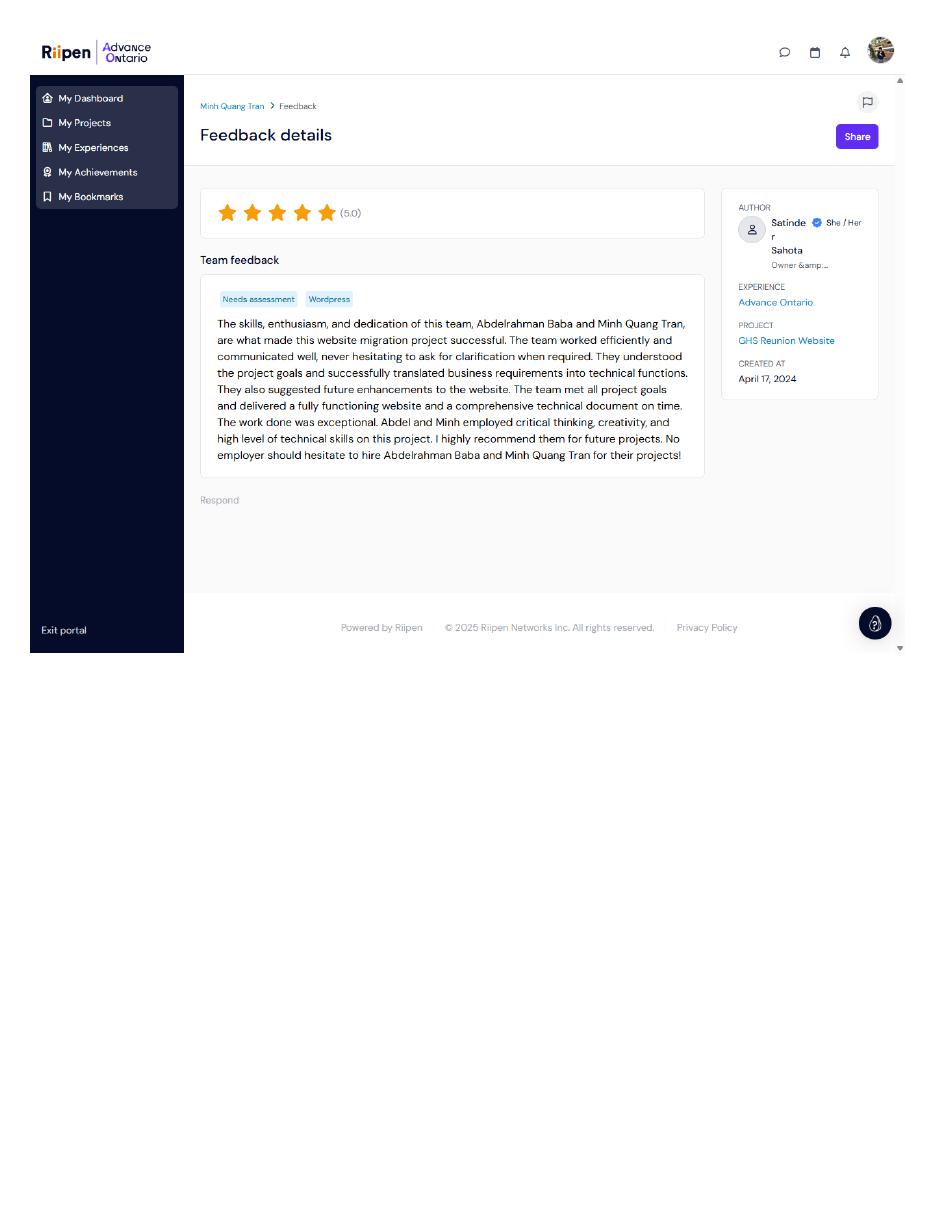 Riipen
Advance
Ontario
My Dashboard
My Projects
My Experiences
My Achievements
My Bookmarks
Exit portal
Minh Quang Tran > Feedback
Feedback details
Share
(5.0)
Team feedback
Needs assessment Wordpress
The skills, enthusiasm, and dedication of this team, Abdelrahman Baba and Minh Quang Tran,
are what made this website migration project successful. The team worked efficiently and
communicated well, never hesitating to ask for clarification when required. They understood
the project goals and successfully translated business requirements into technical functions.
They also suggested future enhancements to the website. The team met all project goals
and delivered a fully functioning website and a comprehensive technical document on time.
The work done was exceptional. Abdel and Minh employed critical thinking, creativity, and
high level of technical skills on this project. I highly recommend them for future projects. No
employer should hesitate to hire Abdelrahman Baba and Minh Quang Tran for their projects!
Respond
AUTHOR
Satinde She / Her
r
Sahota
Owner &amp;...
EXPERIENCE
Advance Ontario
PROJECT
GHS Reunion Website
CREATED AT
April 17, 2024
Powered by Riipen © 2025 Riipen Networks Inc. All rights reserved. Privacy Policy
?